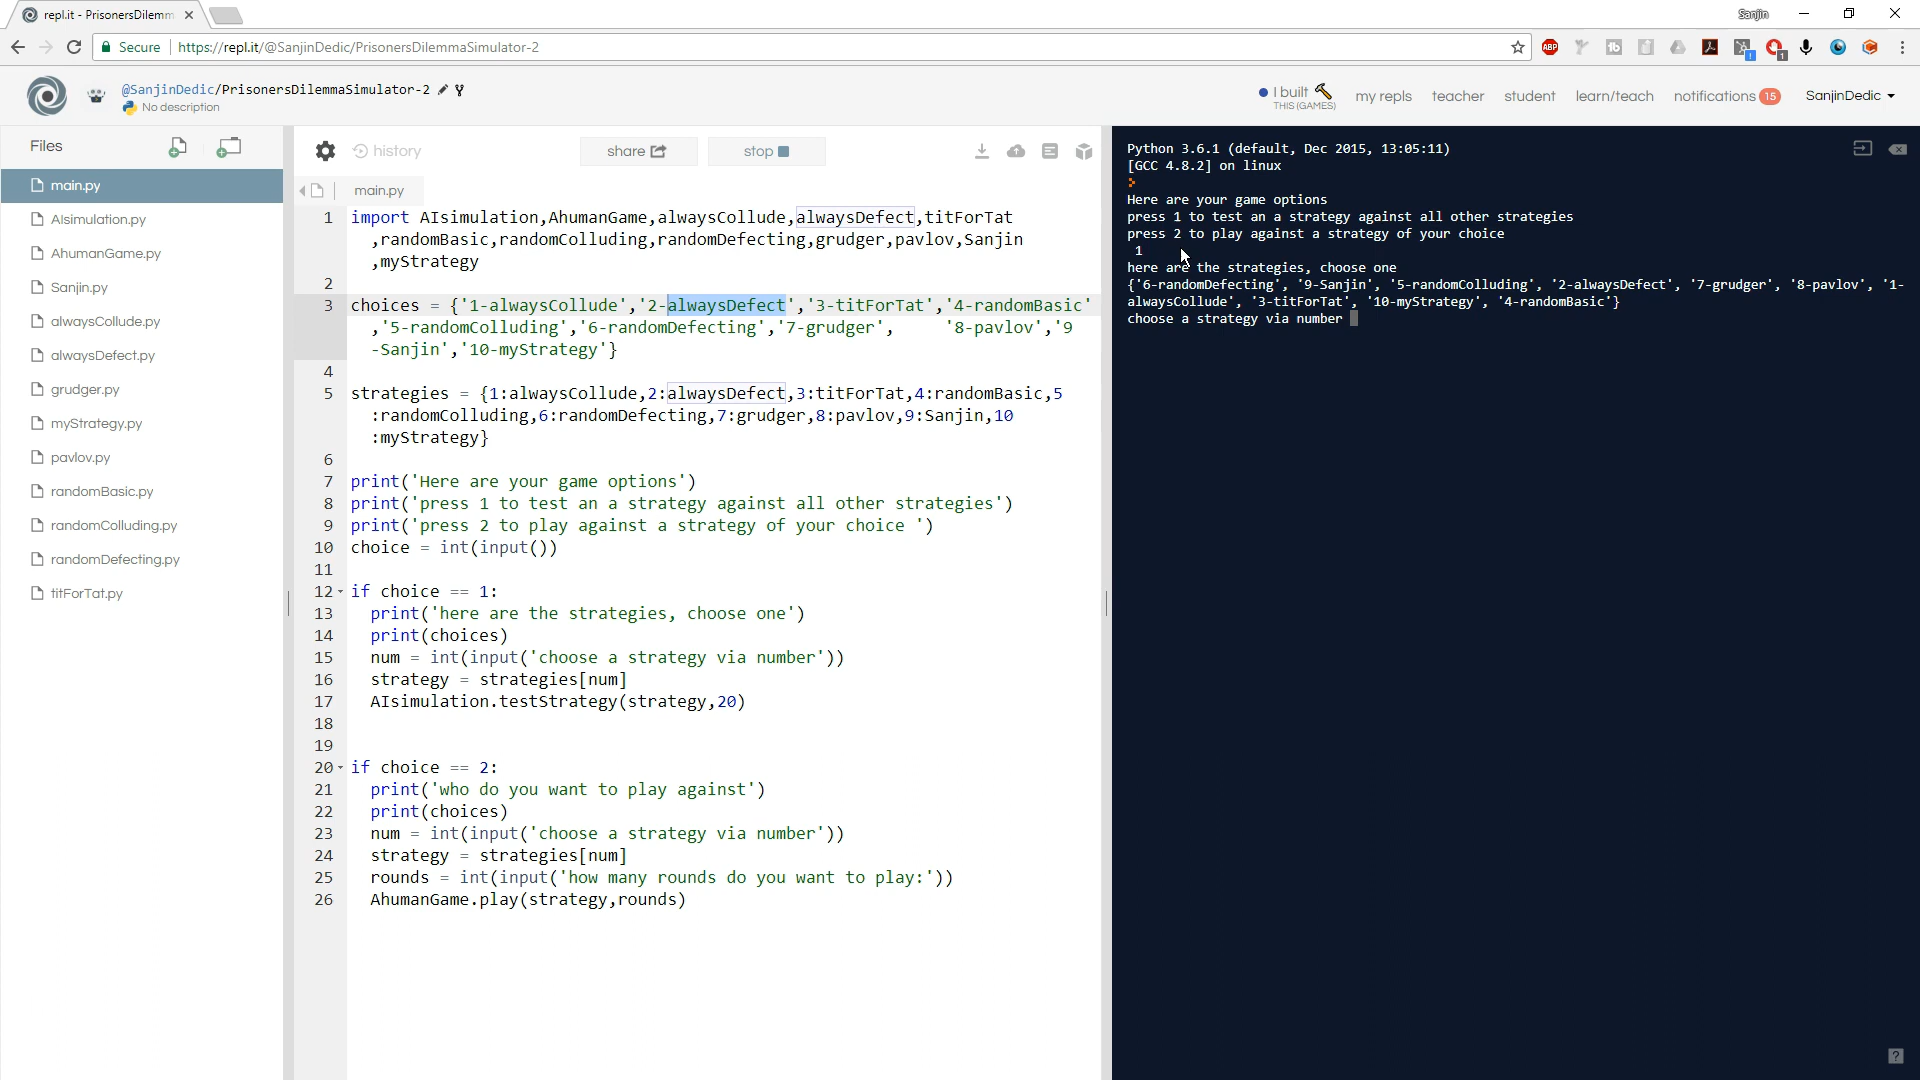 repl.it - PrisonersDilemm
Sanjin
Secure
https://repl.it/@SanjinDedic/PrisonersDilemmaSimulator-2
ABP
1
1
@SanjinDedic/PrisonersDilemmaSimulator-2
No description
I built
THIS (GAMES)
my repls
teacher
student
learn/teach
notifications 15
SanjinDedic
Files
history
share
stop
main.py
main.py
AIsimulation.py
AhumanGame.py
Sanjin.py
alwaysCollude.py
alwaysDefect.py
grudger.py
myStrategy.py
pavlov.py
randomBasic.py
randomColluding.py
randomDefecting.py
titForTat.py
1 import AIsimulation,AhumanGame,alwaysCollude,alwaysDefect,titForTat
,randomBasic,randomColluding,randomDefecting,grudger,pavlov,Sanjin
,myStrategy
2
3 choices = {'1-alwaysCollude','2-alwaysDefect','3-titForTat','4-randomBasic'
,'5-randomColluding','6-randomDefecting','7-grudger',     '8-pavlov','9
-Sanjin','10-myStrategy'}
4
5 strategies = {1:alwaysCollude,2:alwaysDefect,3:titForTat,4:randomBasic,5
:randomColluding,6:randomDefecting,7:grudger,8:pavlov,9:Sanjin,10
:myStrategy}
6
7 print('Here are your game options')
8 print('press 1 to test an a strategy against all other strategies')
9 print('press 2 to play against a strategy of your choice ')
10 choice = int(input())
11
12 if choice == 1:
13 print('here are the strategies, choose one')
14 print(choices)
15 num = int(input('choose a strategy via number'))
16 strategy = strategies[num]
17 AIsimulation.testStrategy(strategy,20)
18
19
20 if choice == 2:
21 print('who do you want to play against')
22 print(choices)
23 num = int(input('choose a strategy via number'))
24 strategy = strategies[num]
25 rounds = int(input('how many rounds do you want to play:'))
26 AhumanGame.play(strategy,rounds)
Python 3.6.1 (default, Dec 2015, 13:05:11)
[GCC 4.8.2] on linux
Here are your game options
press 1 to test an a strategy against all other strategies
press 2 to play against a strategy of your choice
1
here are the strategies, choose one
{'6-randomDefecting', '9-Sanjin', '5-randomColluding', '2-alwaysDefect', '7-grudger', '8-pavlov', '1-
alwaysCollude', '3-titForTat', '10-myStrategy', '4-randomBasic'}
choose a strategy via number
?